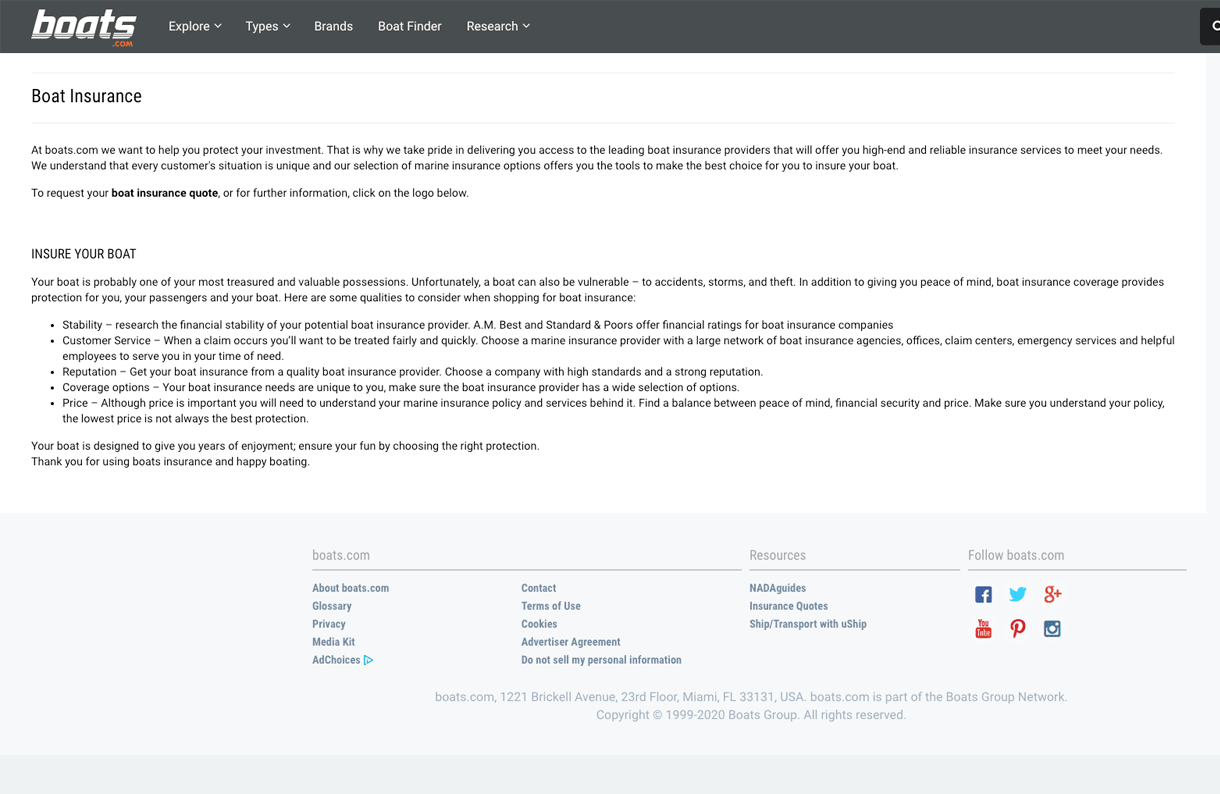 boats
.COM
Explore
Types
Brands
Boat Finder
Research
Boat Insurance
At boats.com we want to help you protect your investment. That is why we take pride in delivering you access to the leading boat insurance providers that will offer you high-end and reliable insurance services to meet your needs.
We understand that every customer's situation is unique and our selection of marine insurance options offers you the tools to make the best choice for you to insure your boat.
To request your boat insurance quote, or for further information, click on the logo below.
INSURE YOUR BOAT
Your boat is probably one of your most treasured and valuable possessions. Unfortunately, a boat can also be vulnerable – to accidents, storms, and theft. In addition to giving you peace of mind, boat insurance coverage provides
protection for you, your passengers and your boat. Here are some qualities to consider when shopping for boat insurance:
• Stability – research the financial stability of your potential boat insurance provider. A.M. Best and Standard & Poors offer financial ratings for boat insurance companies
• Customer Service – When a claim occurs you’ll want to be treated fairly and quickly. Choose a marine insurance provider with a large network of boat insurance agencies, offices, claim centers, emergency services and helpful
employees to serve you in your time of need.
• Reputation – Get your boat insurance from a quality boat insurance provider. Choose a company with high standards and a strong reputation.
• Coverage options – Your boat insurance needs are unique to you, make sure the boat insurance provider has a wide selection of options.
• Price – Although price is important you will need to understand your marine insurance policy and services behind it. Find a balance between peace of mind, financial security and price. Make sure you understand your policy,
the lowest price is not always the best protection.
Your boat is designed to give you years of enjoyment; ensure your fun by choosing the right protection.
Thank you for using boats insurance and happy boating.
boats.com
About boats.com
Glossary
Privacy
Media Kit
AdChoices
Contact
Terms of Use
Cookies
Advertiser Agreement
Do not sell my personal information
Resources
NADAguides
Insurance Quotes
Ship/Transport with uShip
Follow boats.com
g+
You
Tube
boats.com, 1221 Brickell Avenue, 23rd Floor, Miami, FL 33131, USA. boats.com is part of the Boats Group Network.
Copyright © 1999-2020 Boats Group. All rights reserved.